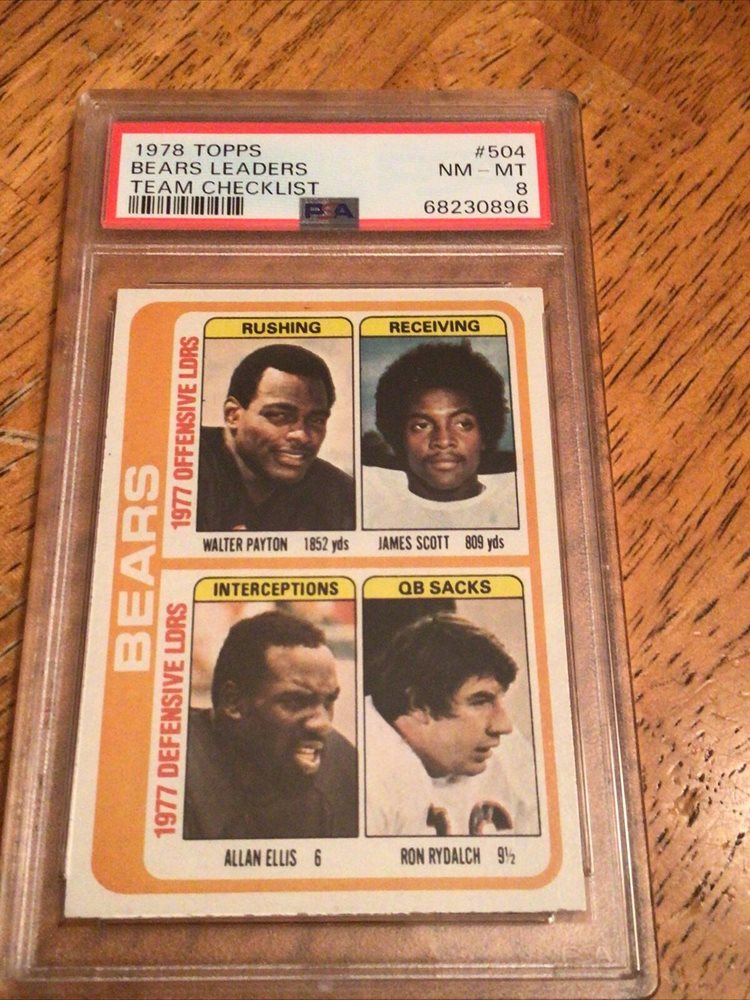 1978 TOPPS #504
BEARS LEADERS NM - MT
TEAM CHECKLIST 8
PSA 68230896
BEARS
1977 OFFENSIVE LDRS
RUSHING
RECEIVING
WALTER PAYTON 1852 yds
JAMES SCOTT 809 yds
1977 DEFENSIVE LDRS
INTERCEPTIONS
QB SACKS
ALLAN ELLIS 6
RON RYDALCH 9½